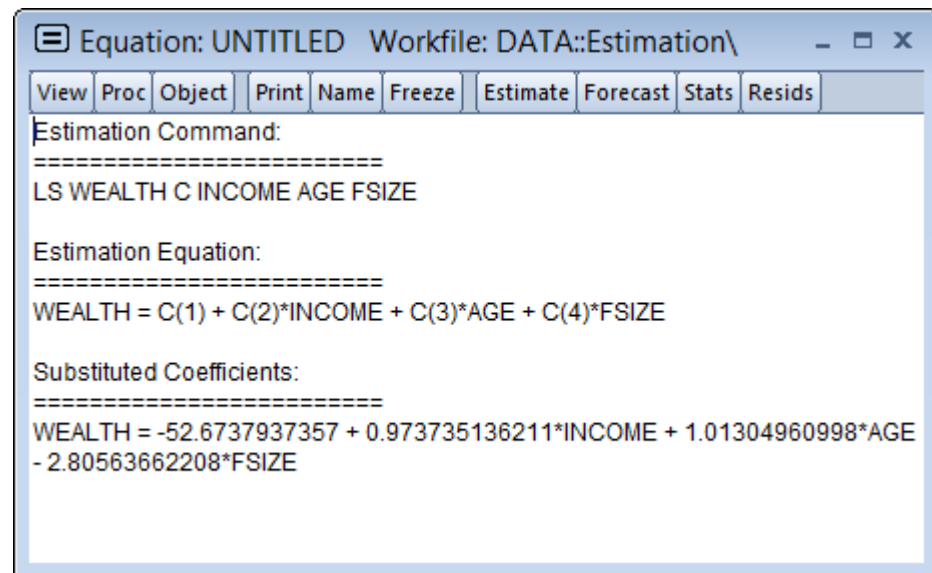 Equation: UNTITLED Workfile: DATA::Estimation\
View Proc Object Print Name Freeze Estimate Forecast Stats Resids
Estimation Command:
=========================
LS WEALTH C INCOME AGE FSIZE
Estimation Equation:
=========================
WEALTH = C(1) + C(2)*INCOME + C(3)*AGE + C(4)*FSIZE
Substituted Coefficients:
=========================
WEALTH = -52.6737937357 + 0.973735136211*INCOME + 1.01304960998*AGE
- 2.80563662208*FSIZE